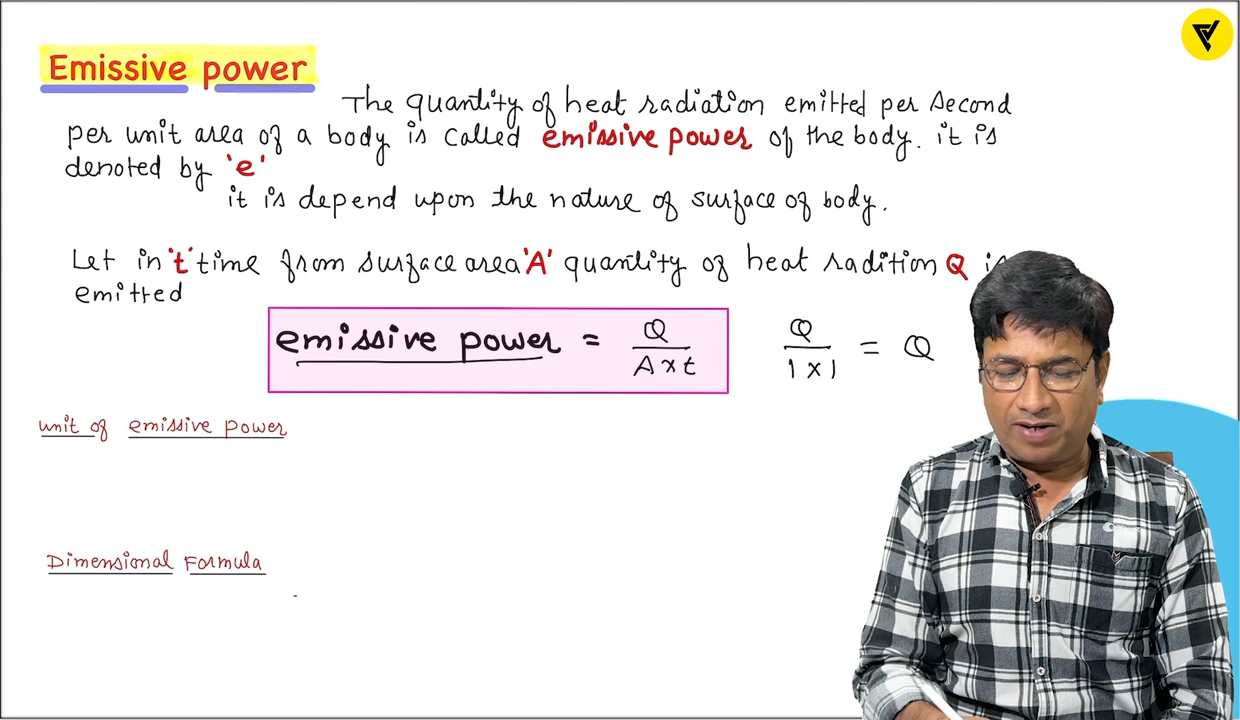 Emissive power
The quantity of heat radiation emitted per second
per unit area of a body is called emissive power of the body. it is
denoted by 'e'
it is depend upon the nature of surface of body.
Let in 't' time from surface area 'A' quantity of heat radition Q is
emitted
emissive power = Q / A × t
Q / 1 × 1 = Q
unit of emissive power
Dimensional Formula